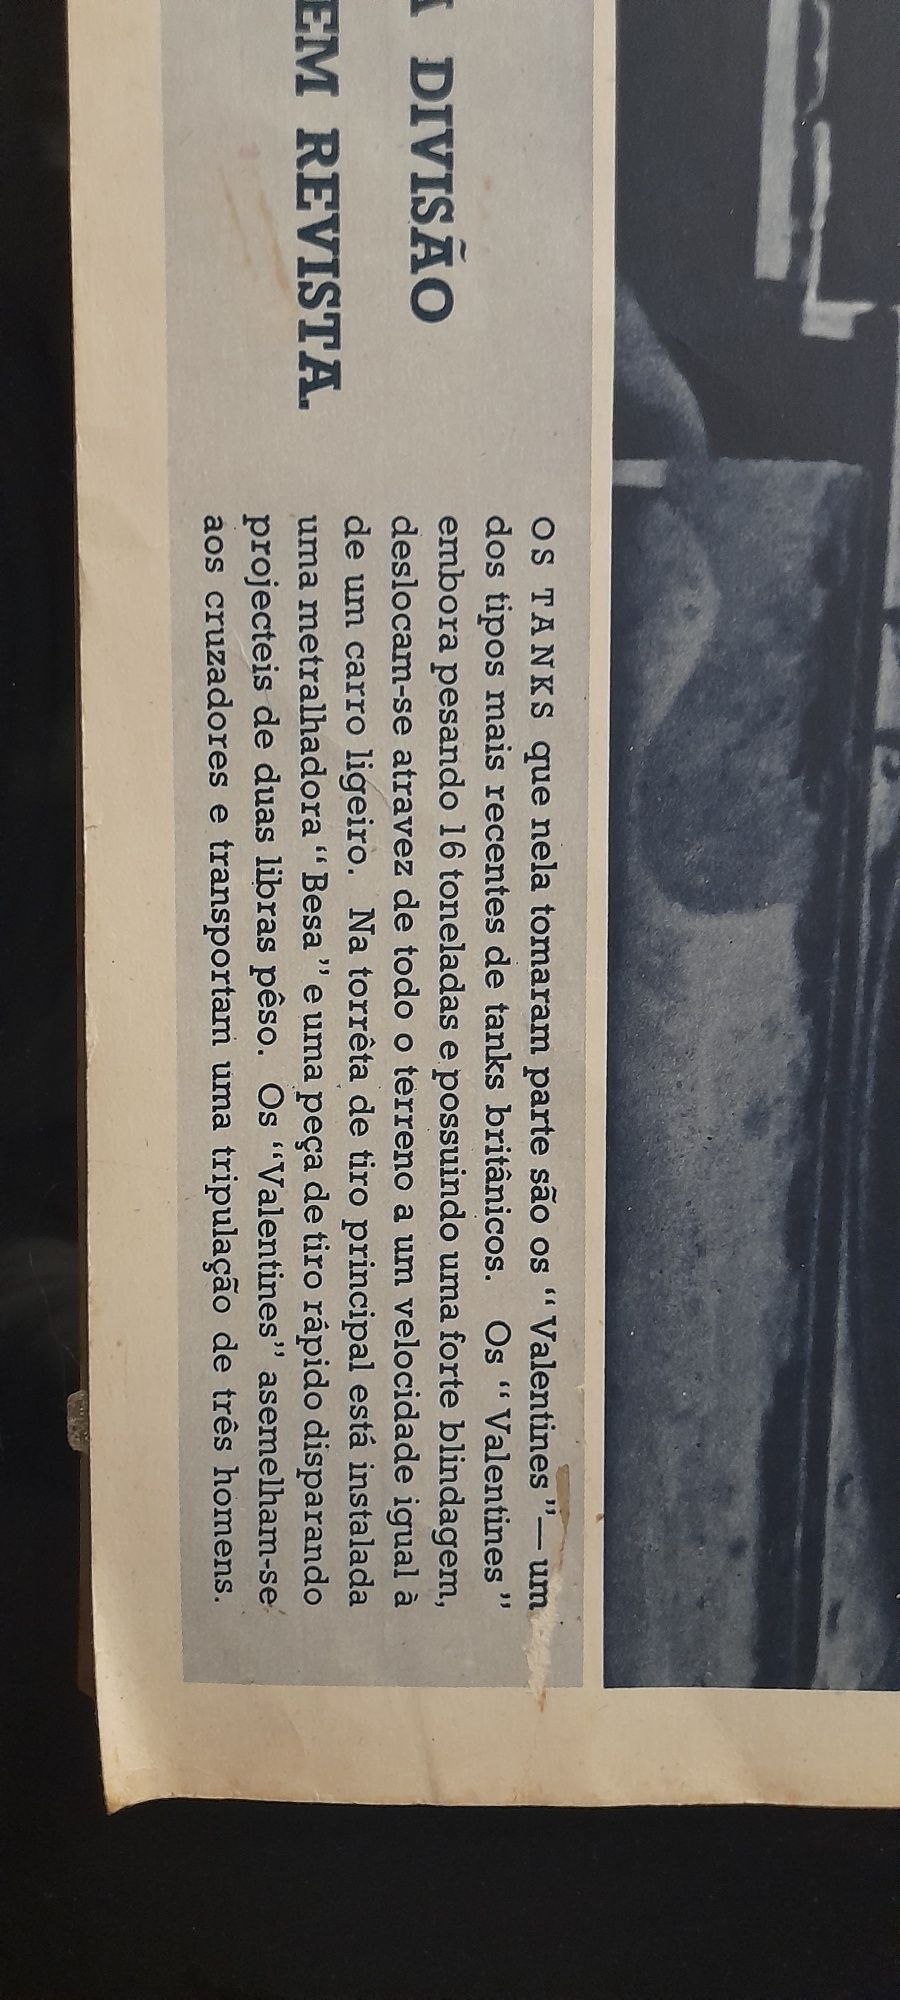 DIVISÃO
EM REVISTA
OS TANKS que nela tomaram parte são os “Valentines”—um
dos tipos mais recentes de tanks britânicos. Os “Valentines”
embora pesando 16 toneladas e possuindo uma forte blindagem,
deslocam-se atravez de todo o terreno a um velocidade igual à
de um carro ligeiro. Na torrêta de tiro principal está instalada
uma metralhadora “Besa” e uma peça de tiro rápido disparando
projecteis de duas libras pêso. Os “Valentines” asemelham-se
aos cruzadores e transportam uma tripulação de três homens.